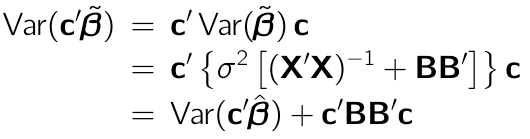 Var(c′β̃) = c′ Var(β̃) c
= c′ { σ² [ (X′X)⁻¹ + BB′ ] } c
= Var(c′β̂) + c′BB′c